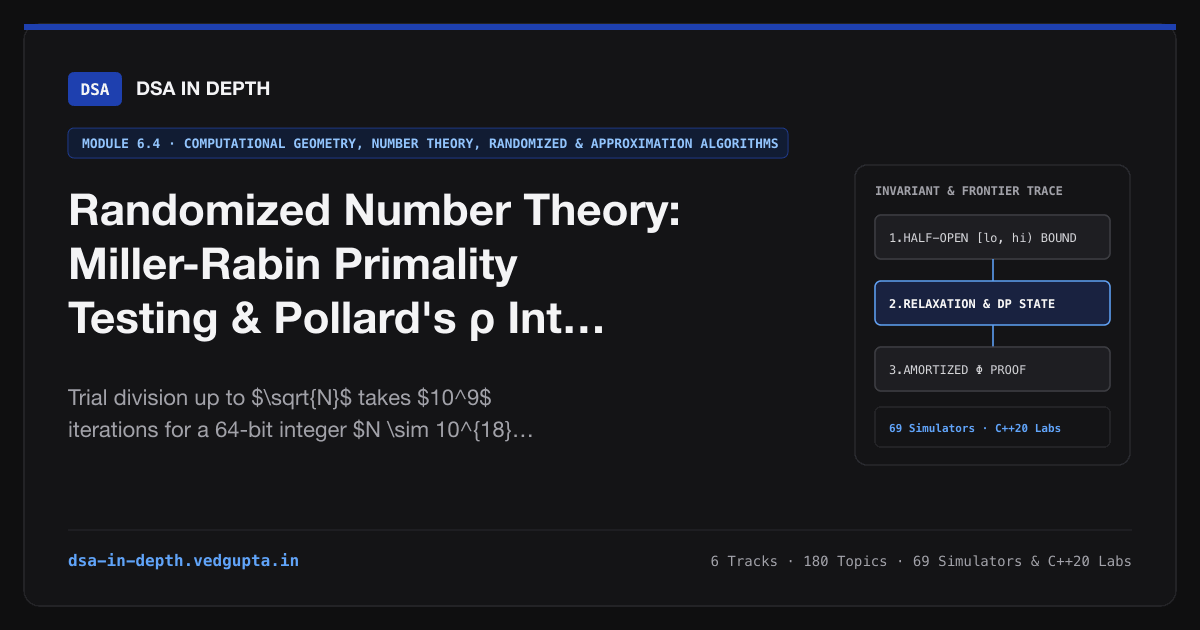 DSA
DSA IN DEPTH
MODULE 6.4 · COMPUTATIONAL GEOMETRY, NUMBER THEORY, RANDOMIZED & APPROXIMATION ALGORITHMS
Randomized Number Theory:
Miller-Rabin Primality
Testing & Pollard's ρ Int...
Trial division up to $\sqrt{N}$ takes $10^9$
iterations for a 64-bit integer $N \sim 10^{18}...
INVARIANT & FRONTIER TRACE
1.HALF-OPEN [lo, hi) BOUND
2.RELAXATION & DP STATE
3.AMORTIZED Φ PROOF
69 Simulators · C++20 Labs
dsa-in-depth.vedgupta.in
6 Tracks · 180 Topics · 69 Simulators & C++20 Labs